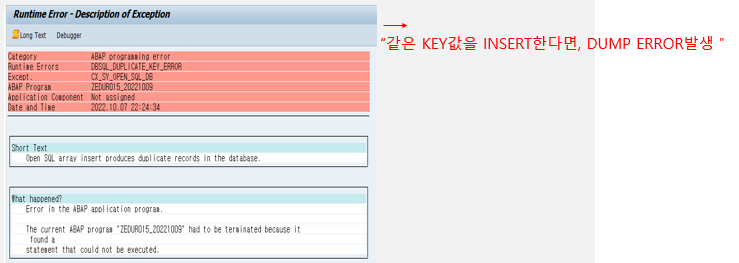 Runtime Error - Description of Exception
Long Text Debugger
"같은 KEY값을 INSERT한다면, DUMP ERROR발생 "
Category ABAP programming error
Runtime Errors DBSQL_DUPLICATE_KEY_ERROR
Except. CX_SY_OPEN_SQL_DB
ABAP Program ZEDUR015_20221009
Application Component Not assigned
Date and Time 2022.10.07 22:24:34
Short Text
Open SQL array insert produces duplicate records in the database.
What happened?
Error in the ABAP application program.
The current ABAP program "ZEDUR015_20221009" had to be terminated because it
found a
statement that could not be executed.